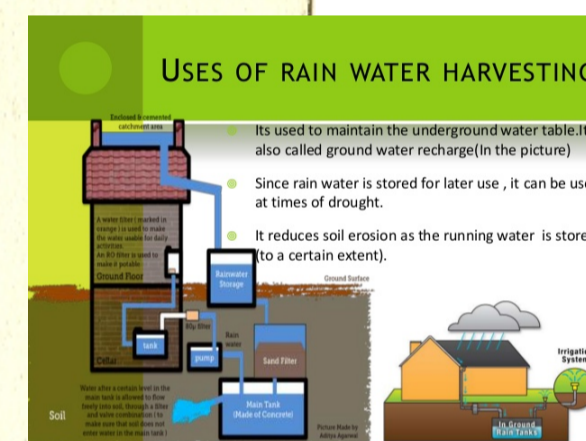 USES OF RAIN WATER HARVESTING
Its used to maintain the underground water table.It
also called ground water recharge(In the picture)
Since rain water is stored for later use , it can be use
at times of drought.
It reduces soil erosion as the running water is store
(to a certain extent).
Enclosed & cemented
catchment area
A water filter ( marked in
orange ) is used to make
the water usable for daily
activities.
An RO filter is used to
make it potable
Ground Floor
Rainwater
Storage
Ground Surface
tank
Rain
water
pump
Sand Filter
Cellar
Main Tank
(Made of Concrete)
Water after a certain level in the
main tank is allowed to flow
freely into soil, through a filter
and valve combination ( to
make sure that soil does not
enter water in the main tank )
Soil
Picture Made by
Aditya Agarwal
Irrigati
System
In Ground
Rain Tanks